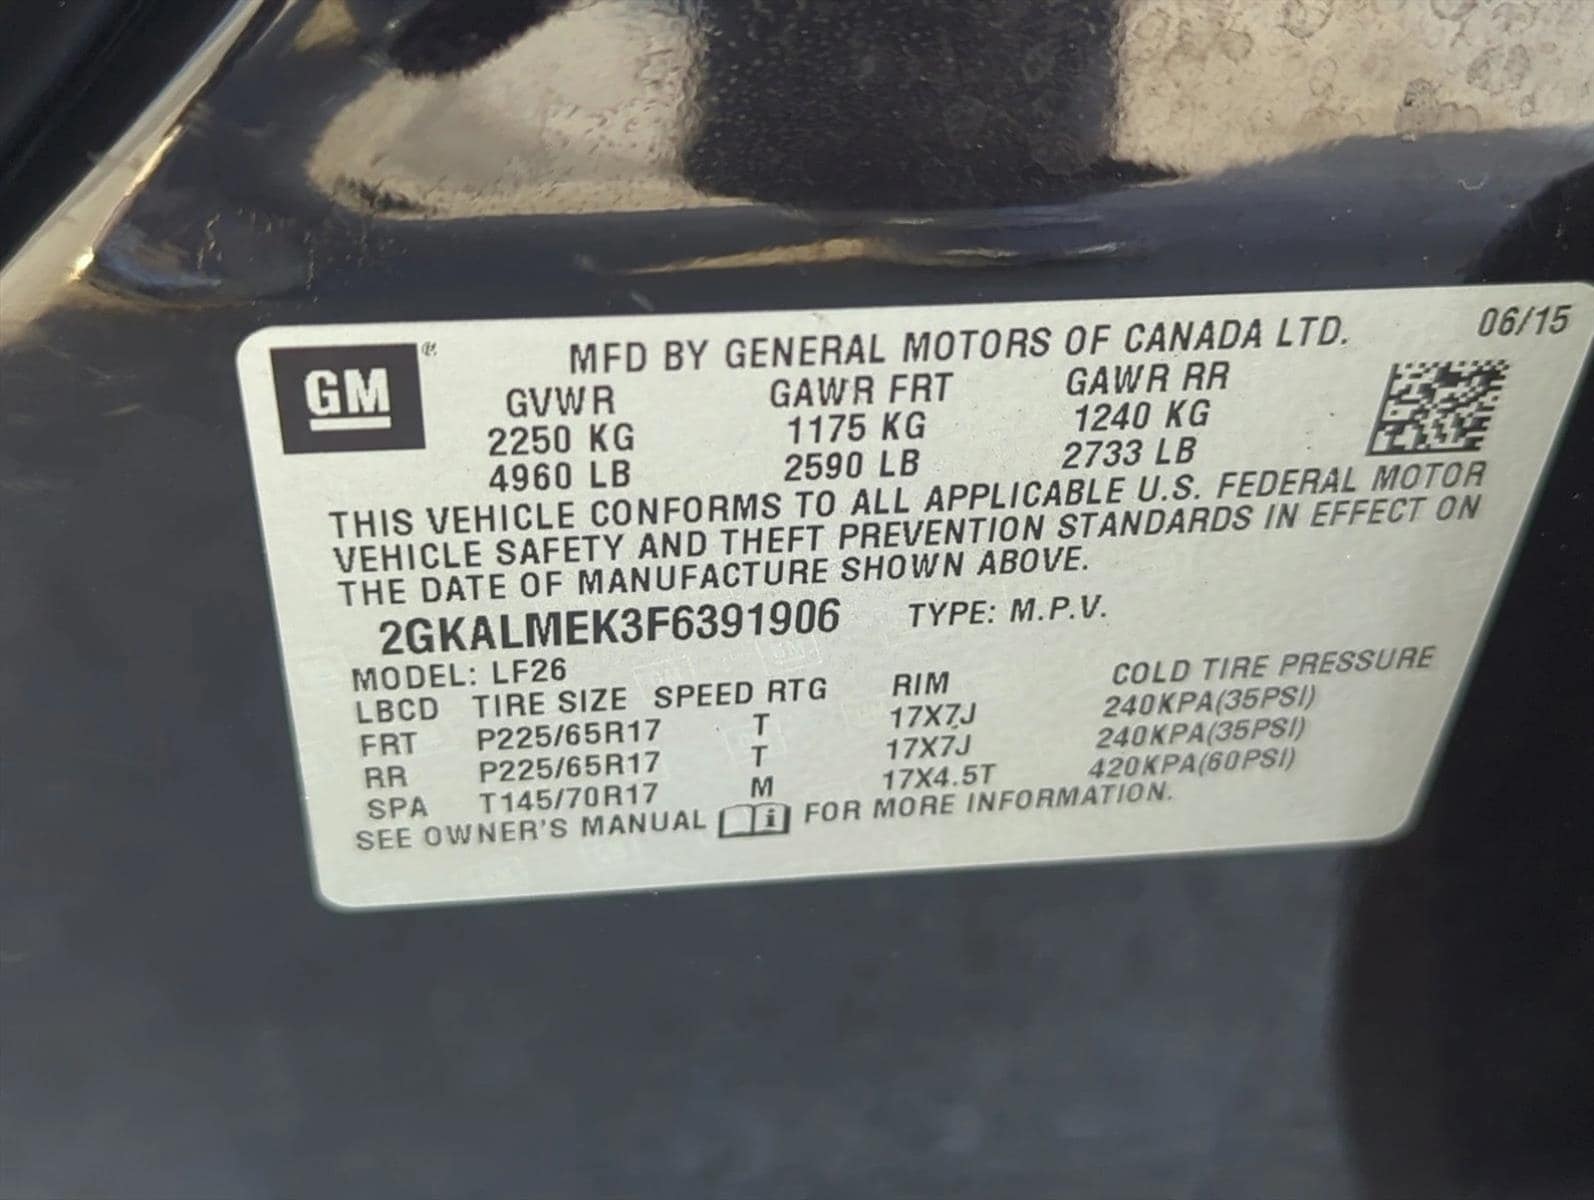 GM ®
MFD BY GENERAL MOTORS OF CANADA LTD. 06/15
GVWR GAWR FRT GAWR RR
2250 KG 1175 KG 1240 KG
4960 LB 2590 LB 2733 LB
THIS VEHICLE CONFORMS TO ALL APPLICABLE U.S. FEDERAL MOTOR
VEHICLE SAFETY AND THEFT PREVENTION STANDARDS IN EFFECT ON
THE DATE OF MANUFACTURE SHOWN ABOVE.
2GKALMEK3F6391906 TYPE: M.P.V.
MODEL: LF26
LBCD TIRE SIZE SPEED RTG RIM COLD TIRE PRESSURE
FRT P225/65R17 T 17X7J 240KPA(35PSI)
RR P225/65R17 T 17X7J 240KPA(35PSI)
SPA T145/70R17 M 17X4.5T 420KPA(60PSI)
SEE OWNER'S MANUAL i FOR MORE INFORMATION.